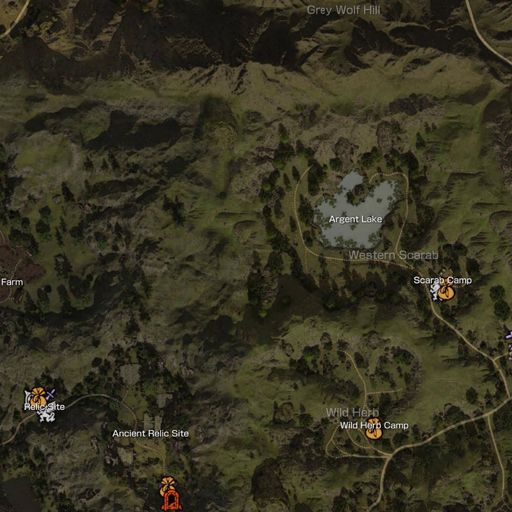 Grey Wolf Hill
Argent Lake
Western Scarab
Farm
Scarab Camp
Relic Site
Wild Herb
Wild Herb Camp
Ancient Relic Site